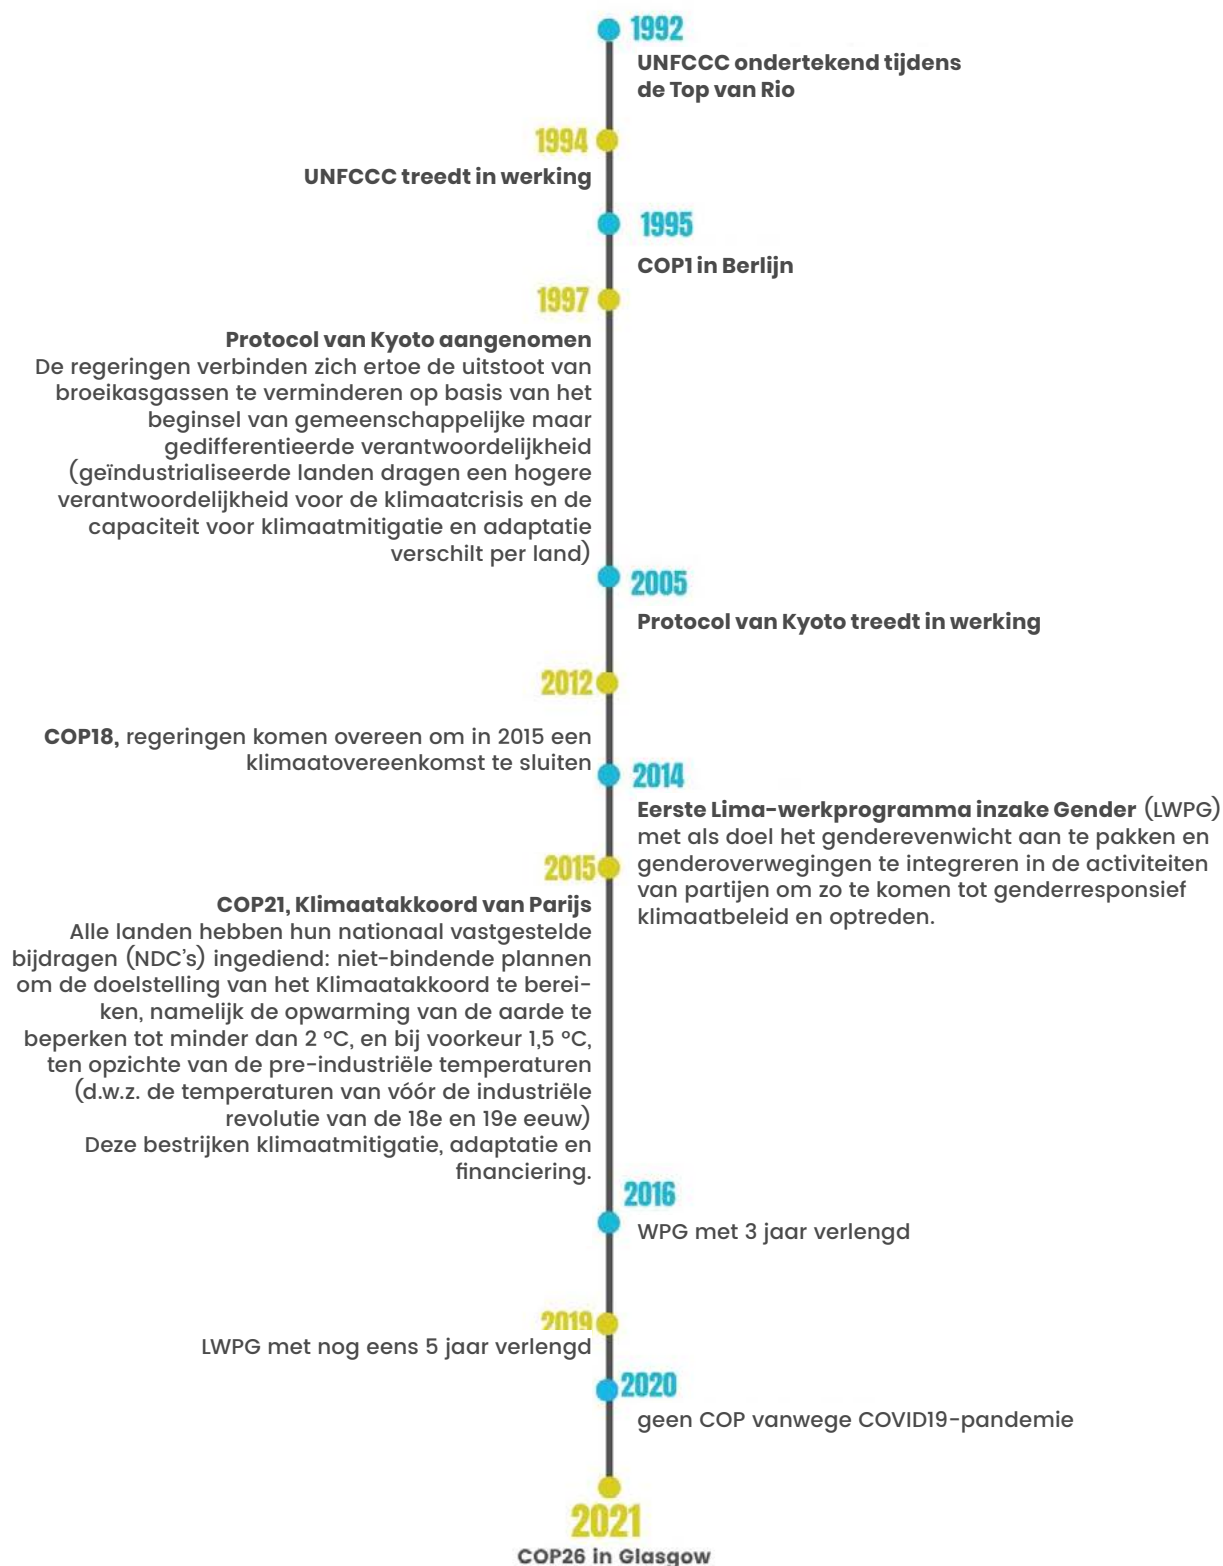 1992
UNFCCC ondertekend tijdens
de Top van Rio
1994
UNFCCC treedt in werking
1995
COP1 in Berlijn
1997
Protocol van Kyoto aangenomen
De regeringen verbinden zich ertoe de uitstoot van
broeikasgassen te verminderen op basis van het
beginsel van gemeenschappelijke maar
gedifferentieerde verantwoordelijkheid
(geïndustrialiseerde landen dragen een hogere
verantwoordelijkheid voor de klimaatcrisis en de
capaciteit voor klimaatmitigatie en adaptatie
verschilt per land)
2005
Protocol van Kyoto treedt in werking
2012
COP18, regeringen komen overeen om in 2015 een
klimaatovereenkomst te sluiten
2014
Eerste Lima-werkprogramma inzake Gender (LWPG)
met als doel het genderevenwicht aan te pakken en
genderoverwegingen te integreren in de activiteiten
van partijen om zo te komen tot genderresponsief
klimaatbeleid en optreden.
2015
COP21, Klimaatakkoord van Parijs
Alle landen hebben hun nationaal vastgestelde
bijdragen (NDC's) ingediend: niet-bindende plannen
om de doelstelling van het Klimaatakkoord te berei-
ken, namelijk de opwarming van de aarde te
beperken tot minder dan 2 °C, en bij voorkeur 1,5 °C,
ten opzichte van de pre-industriële temperaturen
(d.w.z. de temperaturen van vóór de industriële
revolutie van de 18e en 19e eeuw)
Deze bestrijken klimaatmitigatie, adaptatie en
financiering.
2016
WPG met 3 jaar verlengd
2019
LWPG met nog eens 5 jaar verlengd
2020
geen COP vanwege COVID19-pandemie
2021
COP26 in Glasgow